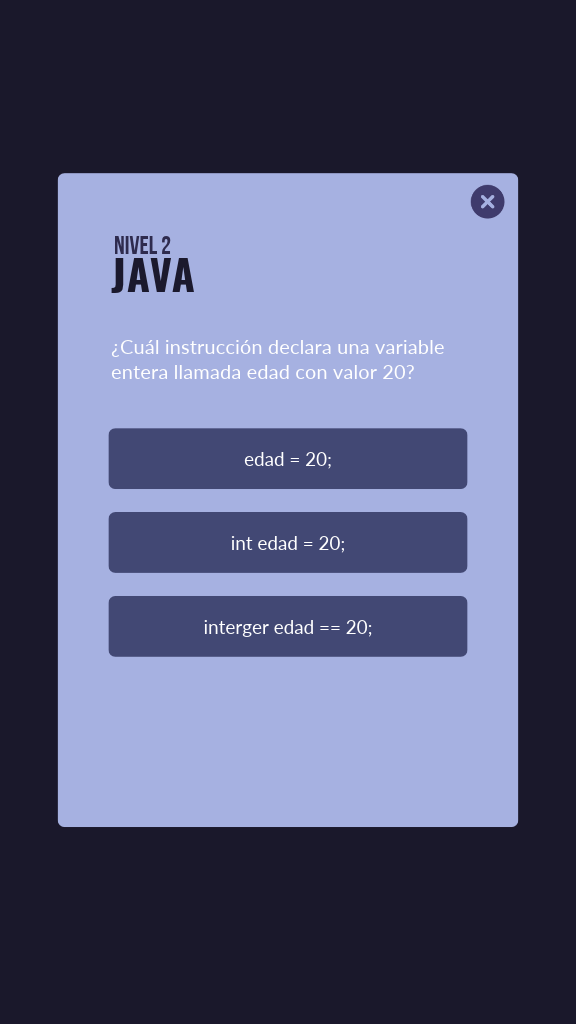 NIVEL 2
JAVA
¿Cuál instrucción declara una variable
entera llamada edad con valor 20?
edad = 20;
int edad = 20;
interger edad == 20;